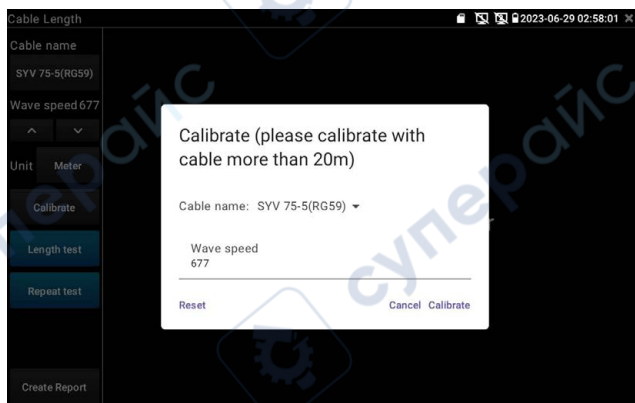 Cable Length
2023-06-29 02:58:01
Cable name
SYV 75-5(RG59)
Wave speed 677
Unit Meter
Calibrate
Length test
Repeat test
Create Report
Calibrate (please calibrate with
cable more than 20m)
Cable name: SYV 75-5(RG59)
Wave speed
677
Reset Cancel Calibrate
суперайс
суперайс
суперайс